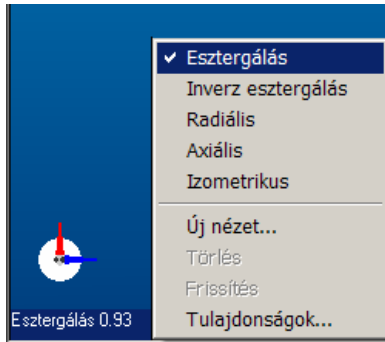 Esztergálás
Inverz esztergálás
Radiális
Axiális
Izometrikus
Új nézet...
Törlés
Frissítés
Tulajdonságok...
Esztergálás 0.93